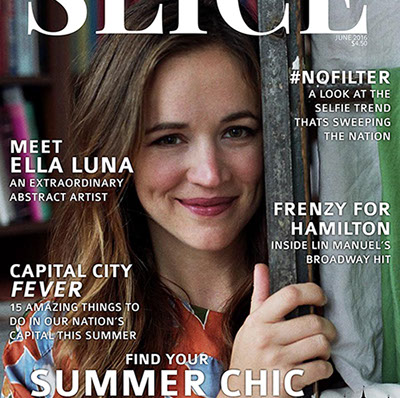 SLICE
JUNE 2016
$4.50
#NOFILTER
A LOOK AT THE
SELFIE TREND
THATS SWEEPING
THE NATION
MEET
ELLA LUNA
AN EXTRAORDINARY
ABSTRACT ARTIST
FRENZY FOR
HAMILTON
INSIDE LIN MANUEL'S
BROADWAY HIT
CAPITAL CITY
FEVER
15 AMAZING THINGS TO
DO IN OUR NATION'S
CAPITAL THIS SUMMER
FIND YOUR
SUMMER CHIC